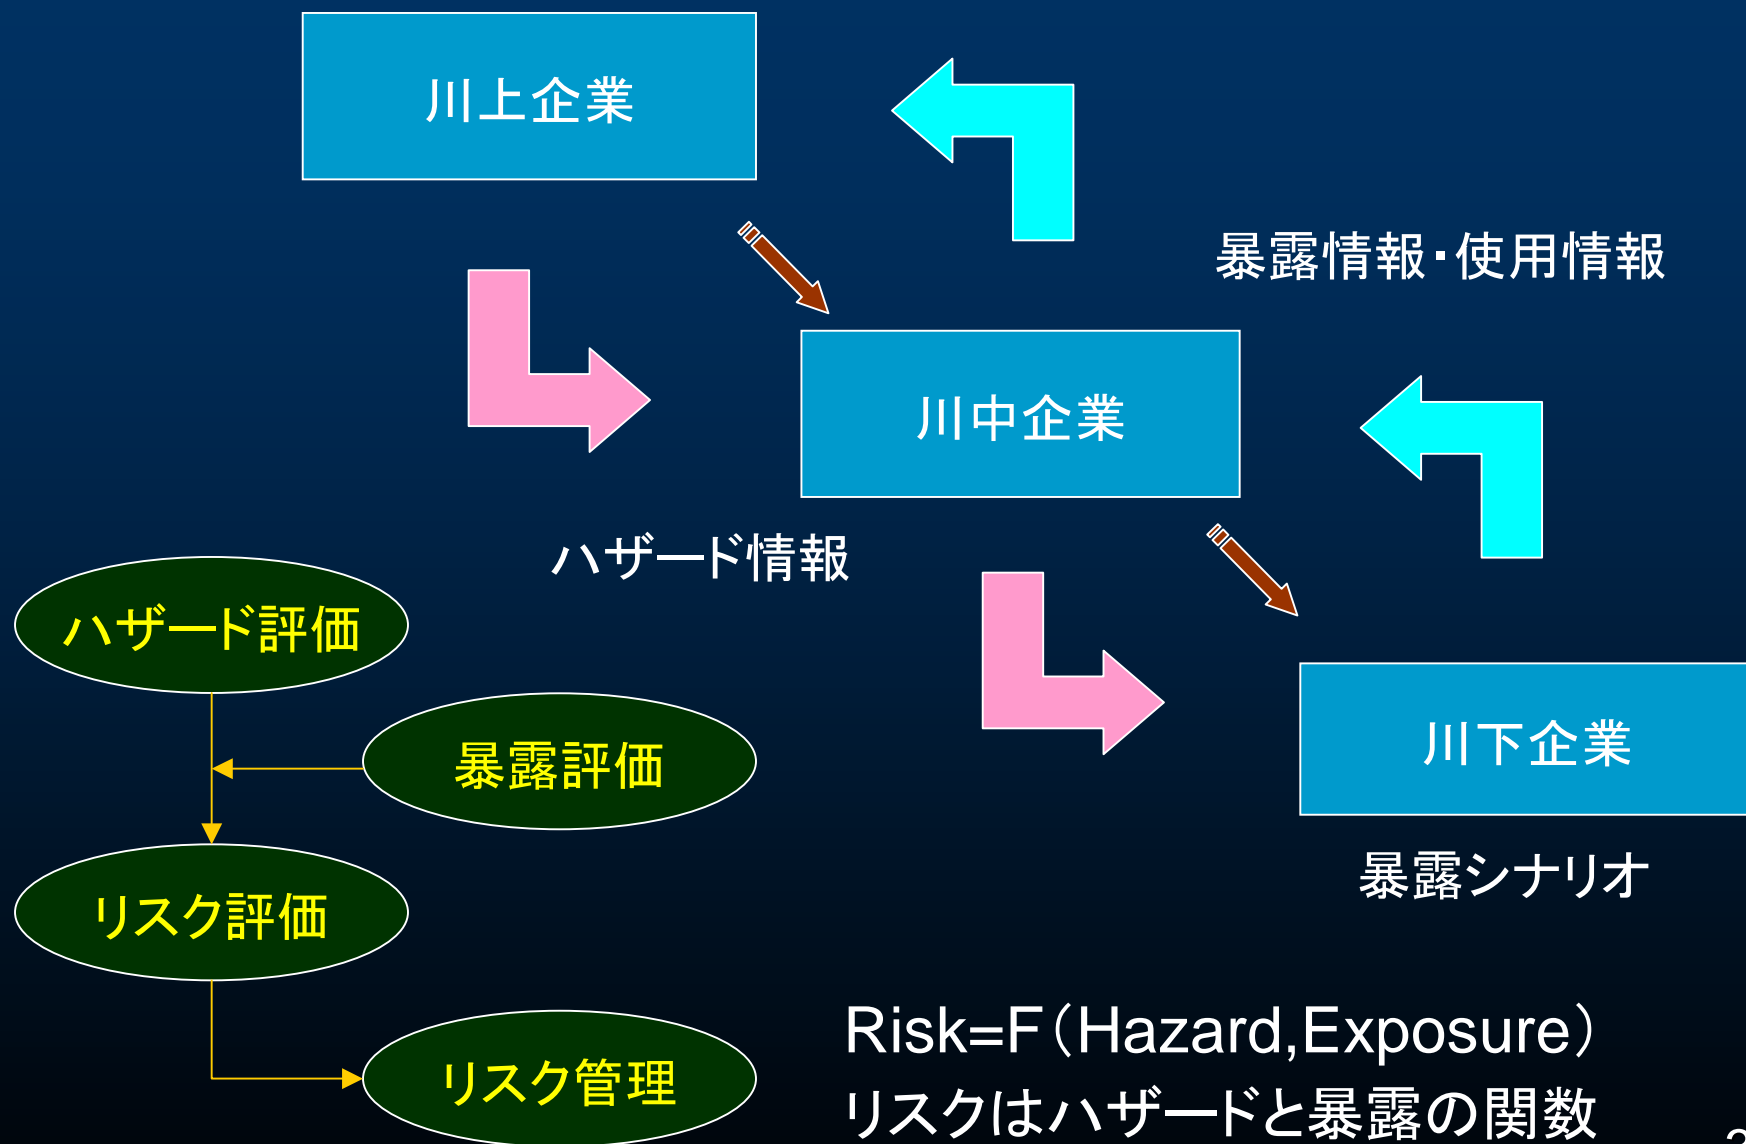 川上企業
暴露情報・使用情報
川中企業
ハザード情報
ハザード評価
暴露評価
川下企業
暴露シナリオ
リスク評価
リスク管理
Risk=F（Hazard,Exposure）
リスクはハザードと暴露の関数